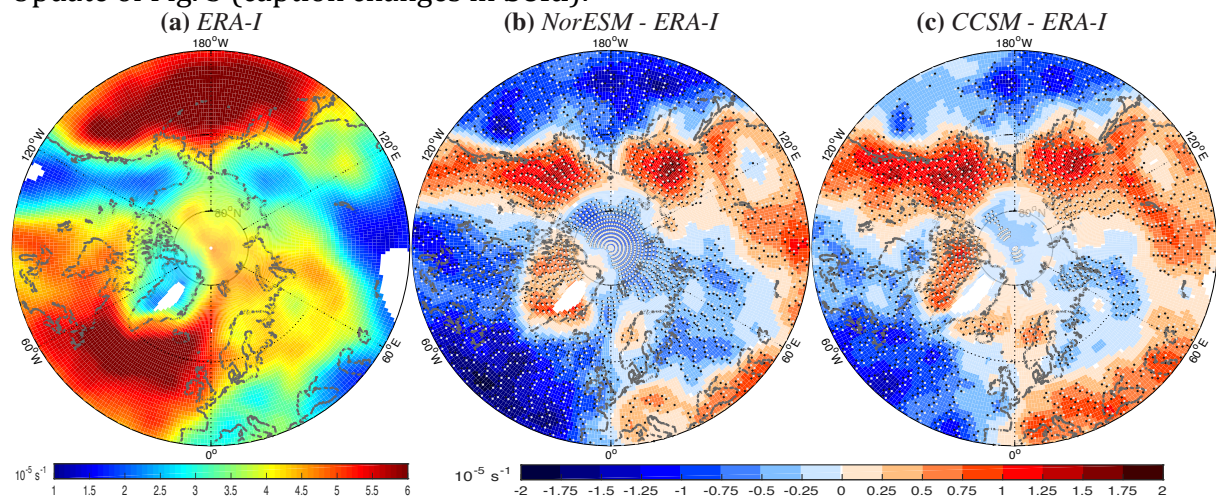 Update of Fig. 3 (caption changes in bold).
(a) ERA-I (b) NorESM - ERA-I (c) CCSM - ERA-I
180°W 180°W 180°W
120°W 120°E 120°W 120°E 120°W 120°E
80°N 80°N 80°N
60°W 60°E 60°W 60°E 60°W 60°E
0° 0° 0°
10⁻⁵ s⁻¹ 10⁻⁵ s⁻¹
1 1.5 2 2.5 3 3.5 4 4.5 5 5.5 6 -2 -1.75 -1.5 -1.25 -1 -0.75 -0.5 -0.25 0 0.25 0.5 0.75 1 1.25 1.5 1.75 2